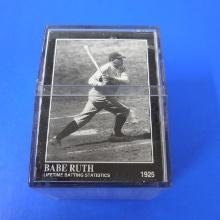 BABE RUTH
LIFETIME BATTING STATISTICS 1925